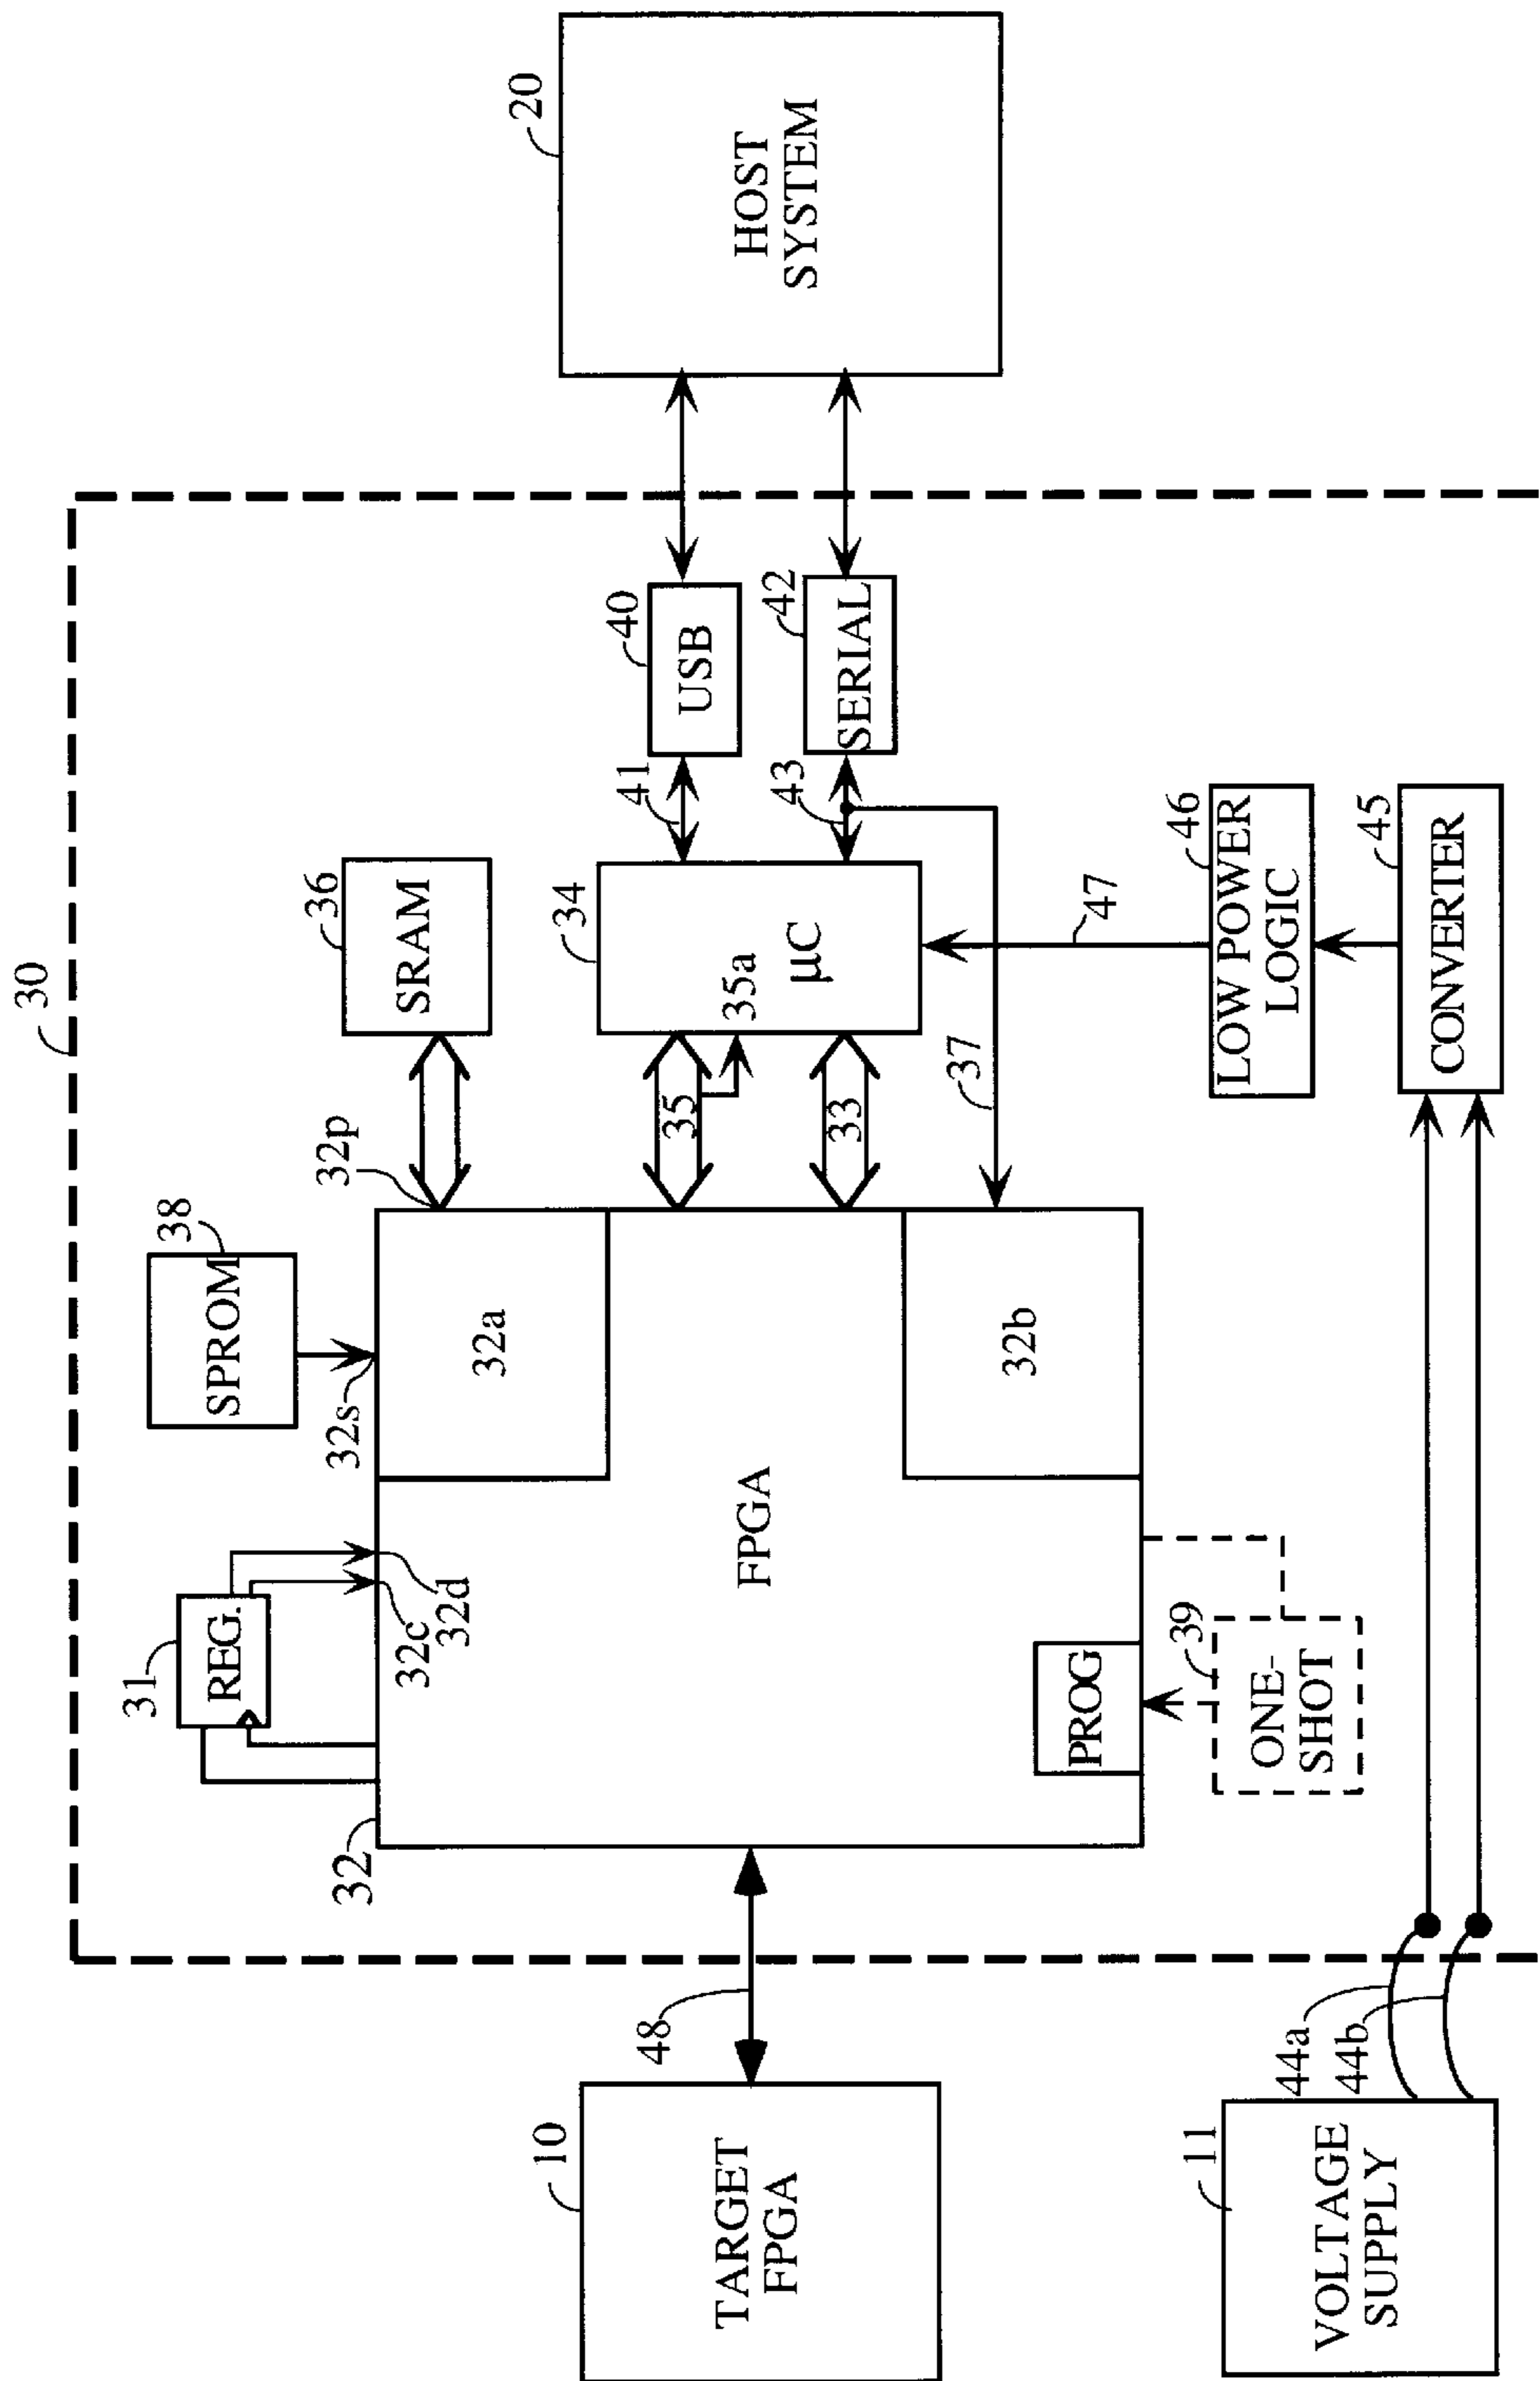 30
31
REG.
38
SPROM
36
SRAM
32
32c
32d
32s
32p
32a
FPGA
32b
PROG
39
ONE-
SHOT
35
35a
33
34
µC
41
40
USB
43
42
SERIAL
37
47
46
LOW POWER
LOGIC
45
CONVERTER
20
HOST
SYSTEM
10
TARGET
FPGA
48
11
VOLTAGE
SUPPLY
44a
44b